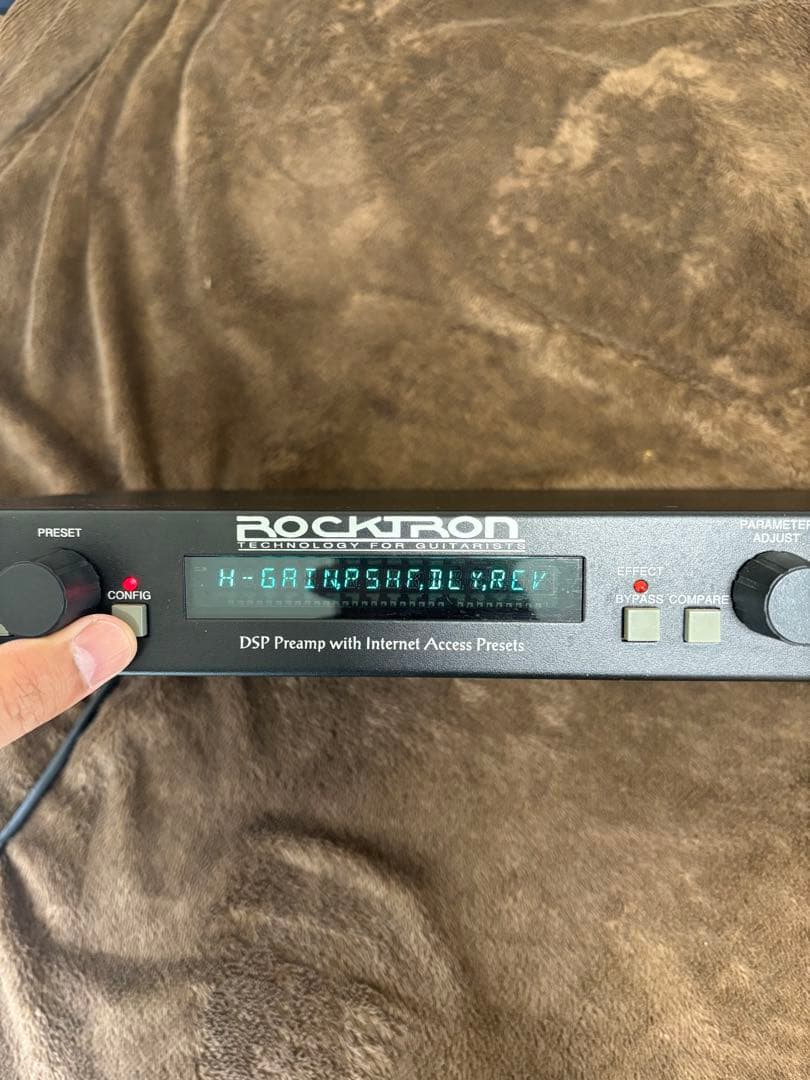 PRESET
CONFIG
ROCKTRON
TECHNOLOGY FOR GUITARISTS
H-GAIN,PSHF,DLY,REV
DSP Preamp with Internet Access Presets
EFFECT
BYPASS COMPARE
PARAMETER
ADJUST